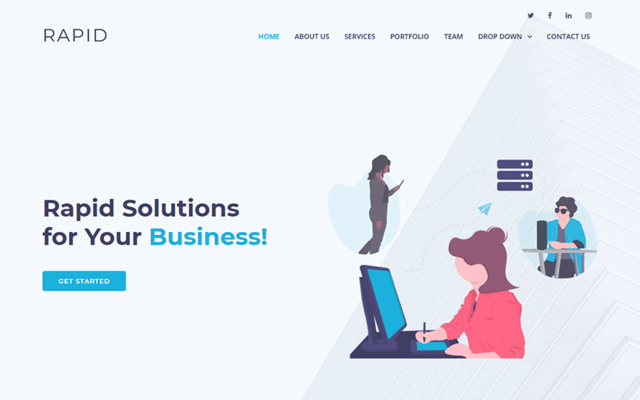 RAPID
HOME ABOUT US SERVICES PORTFOLIO TEAM DROP DOWN CONTACT US
Rapid Solutions
for Your Business!
GET STARTED